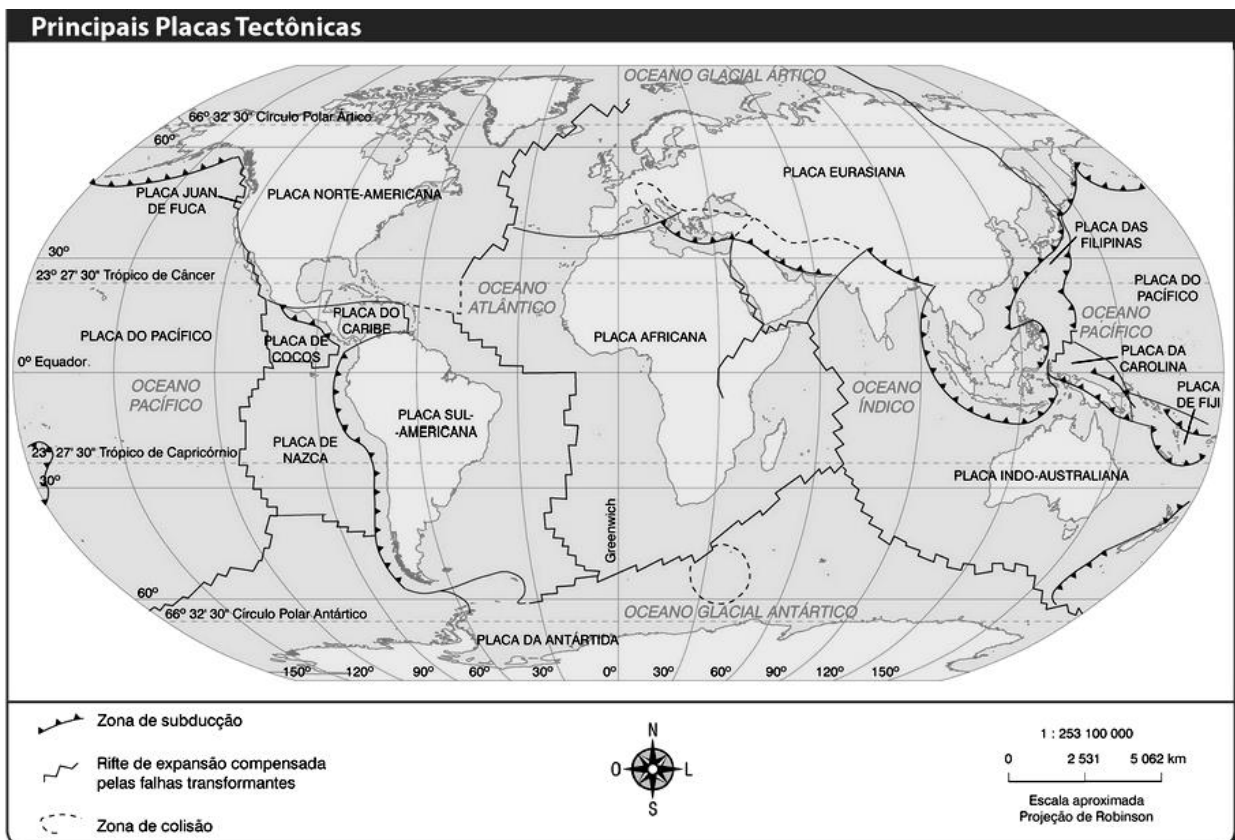 Principais Placas Tectônicas
OCEANO GLACIAL ÁRTICO
66º 32' 30" Círculo Polar Ártico
60º
PLACA JUAN
DE FUCA
PLACA NORTE-AMERICANA
PLACA EURASIANA
PLACA DAS
FILIPINAS
30º
23º 27' 30" Trópico de Câncer
OCEANO
ATLÂNTICO
PLACA DO
PACÍFICO
OCEANO
PACÍFICO
PLACA DO PACÍFICO
PLACA DO
CARIBE
PLACA DE
COCOS
PLACA AFRICANA
PLACA DA
CAROLINA
0º Equador.
OCEANO
PACÍFICO
OCEANO
ÍNDICO
PLACA
DE FIJI
PLACA SUL-
-AMERICANA
PLACA DE
NAZCA
23º 27' 30" Trópico de Capricórnio
30º
PLACA INDO-AUSTRALIANA
Greenwich
60º
66º 32' 30" Círculo Polar Antártico
OCEANO GLACIAL ANTÁRTICO
PLACA DA ANTÁRTIDA
150º 120º 90º 60º 30º 0º 30º 60º 90º 120º 150º
Zona de subducção
Rifte de expansão compensada
pelas falhas transformantes
Zona de colisão
N
O L
S
1 : 253 100 000
0 2 531 5 062 km
Escala aproximada
Projeção de Robinson